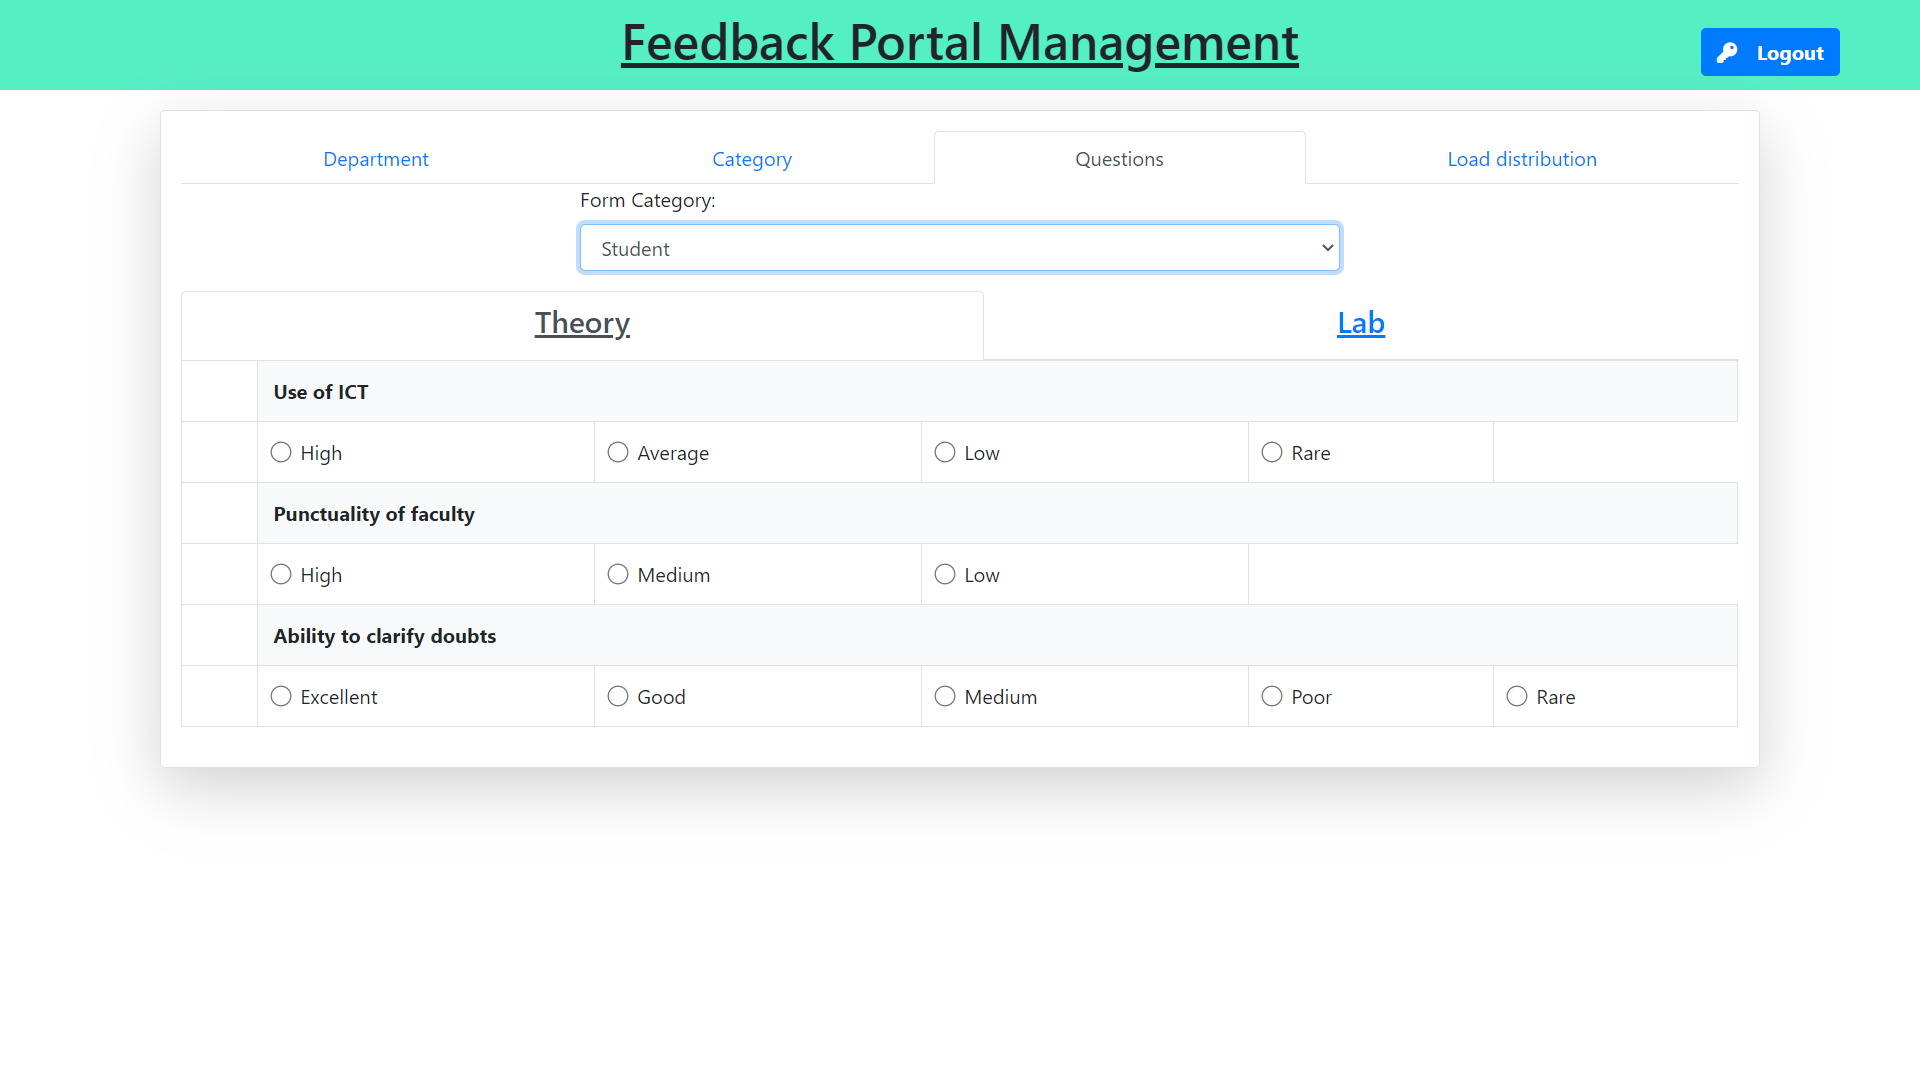 Feedback Portal Management
Logout
Department Category Questions Load distribution
Form Category:
Student
Theory Lab
Use of ICT
High Average Low Rare
Punctuality of faculty
High Medium Low
Ability to clarify doubts
Excellent Good Medium Poor Rare